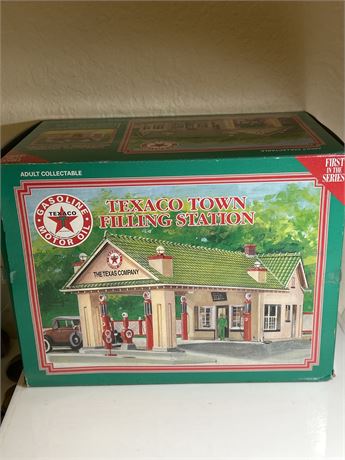 ADULT COLLECTABLE
FIRST
IN THE
SERIES
GASOLINE
TEXACO
MOTOR OIL
TEXACO TOWN
FILLING STATION
THE TEXAS COMPANY